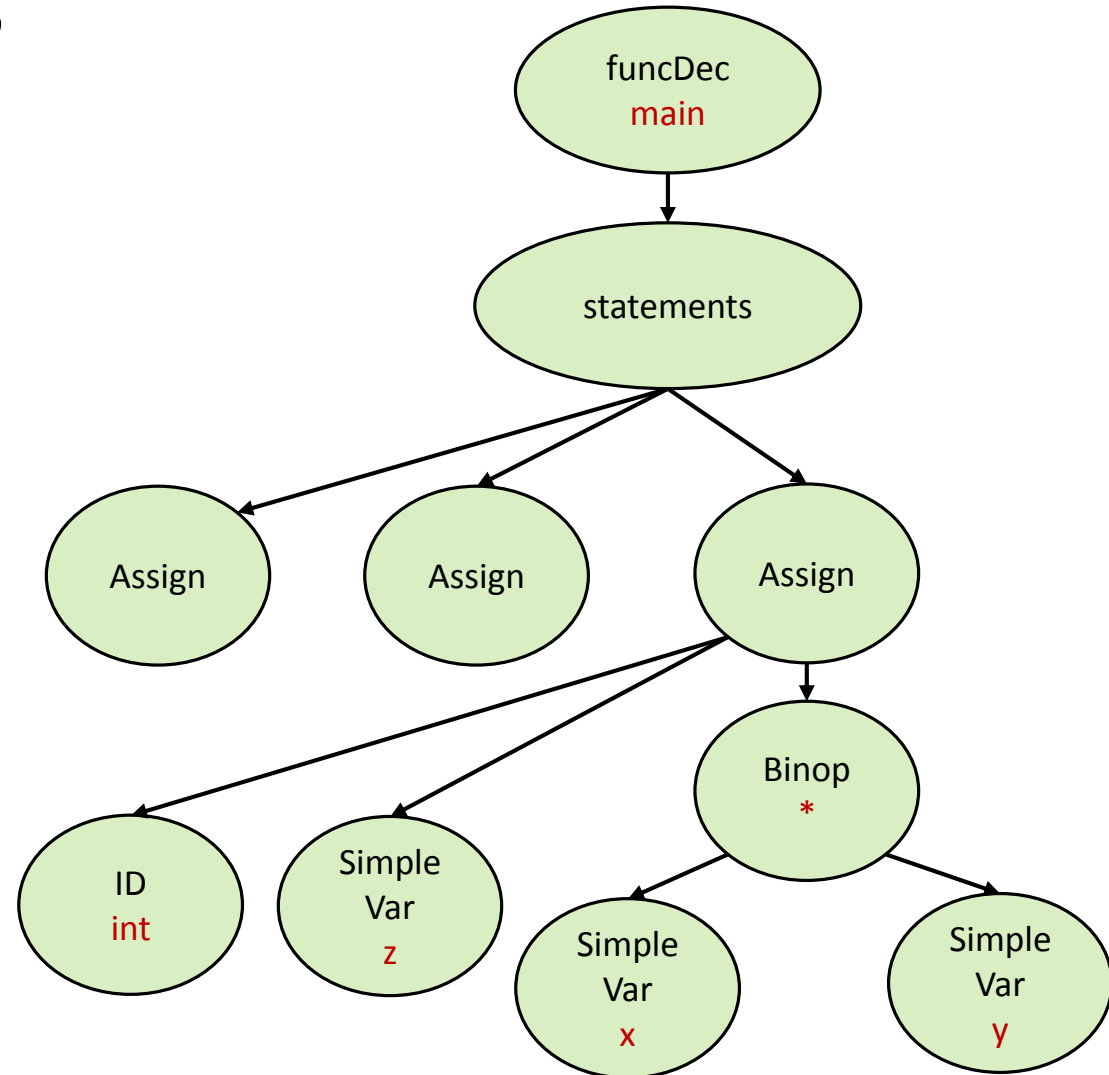 )
funcDec
main
statements
Assign
Assign
Assign
Binop
*
ID
int
Simple
Var
z
Simple
Var
x
Simple
Var
y